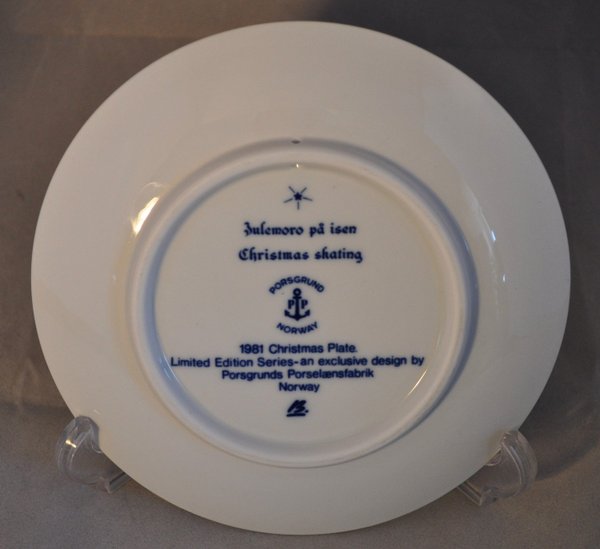 Julemoro på isen
Christmas skating
PORSGRUND
P P
NORWAY
1981 Christmas Plate.
Limited Edition Series-an exclusive design by
Porsgrunds Porselænsfabrik
Norway